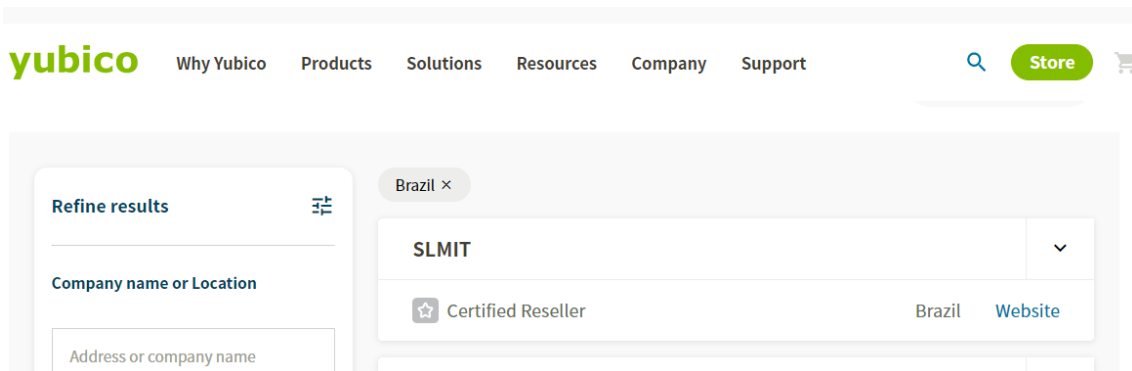 yubico Why Yubico Products Solutions Resources Company Support Store
Brazil ×
Refine results
SLMIT
Company name or Location
Certified Reseller Brazil Website
Address or company name